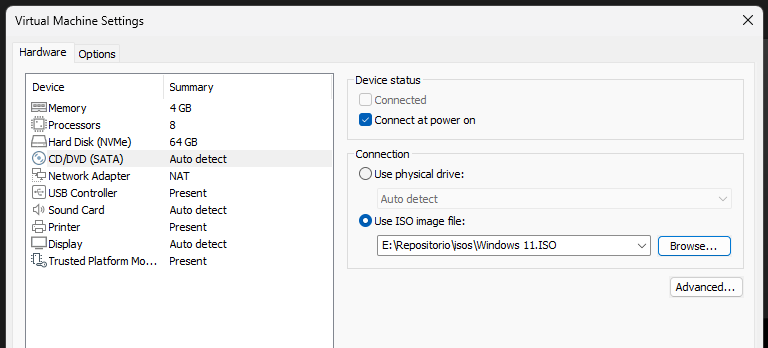 Virtual Machine Settings
Hardware Options
Device Summary
Memory 4 GB
Processors 8
Hard Disk (NVMe) 64 GB
CD/DVD (SATA) Auto detect
Network Adapter NAT
USB Controller Present
Sound Card Auto detect
Printer Present
Display Auto detect
Trusted Platform Mo... Present
Device status
Connected
Connect at power on
Connection
Use physical drive:
Auto detect
Use ISO image file:
E:\Repositorio\isos\Windows 11.ISO Browse...
Advanced...